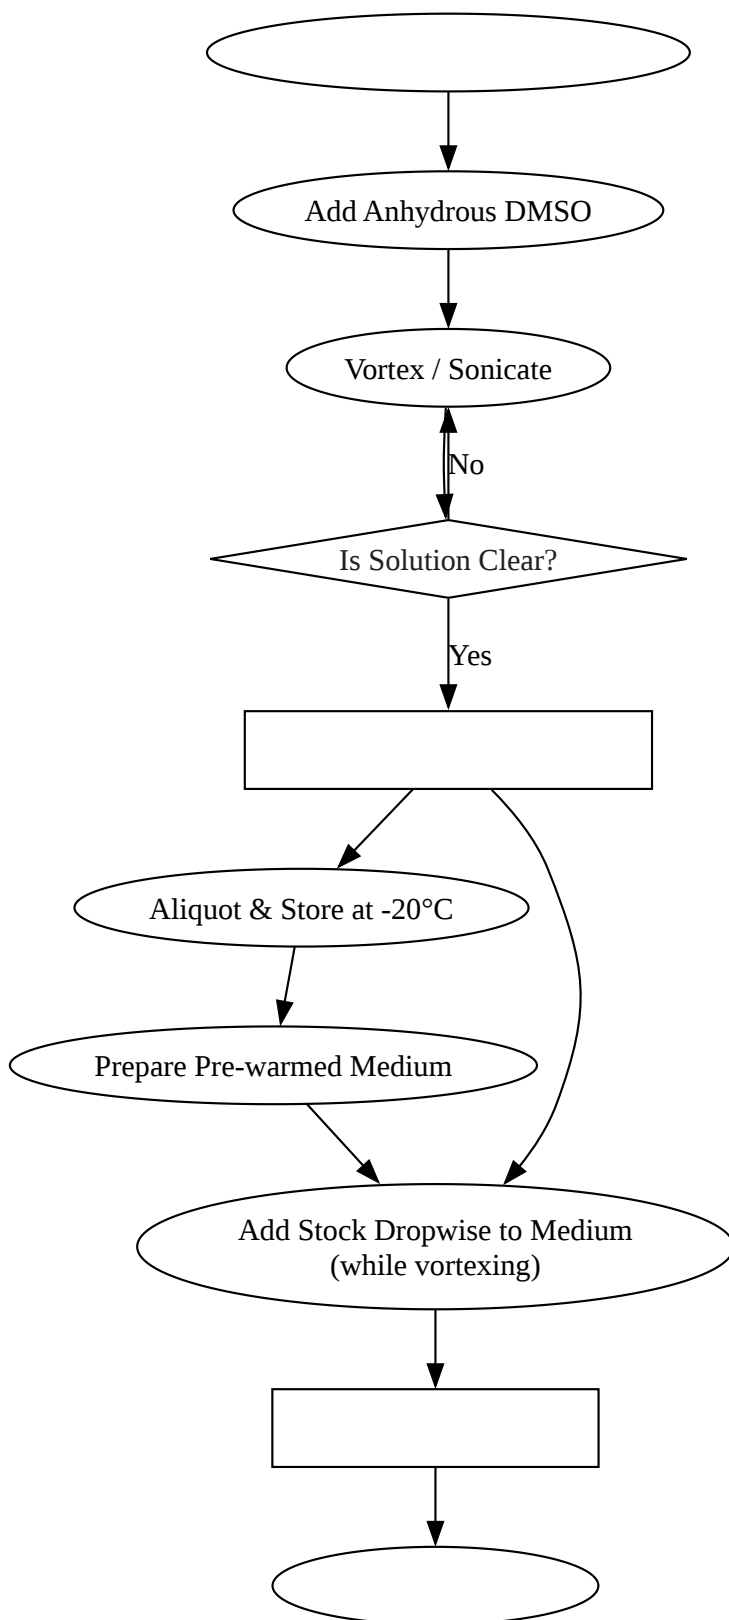 Add Anhydrous DMSO
Vortex / Sonicate
No
Is Solution Clear?
Yes
Aliquot & Store at -20°C
Prepare Pre-warmed Medium
Add Stock Dropwise to Medium
(while vortexing)